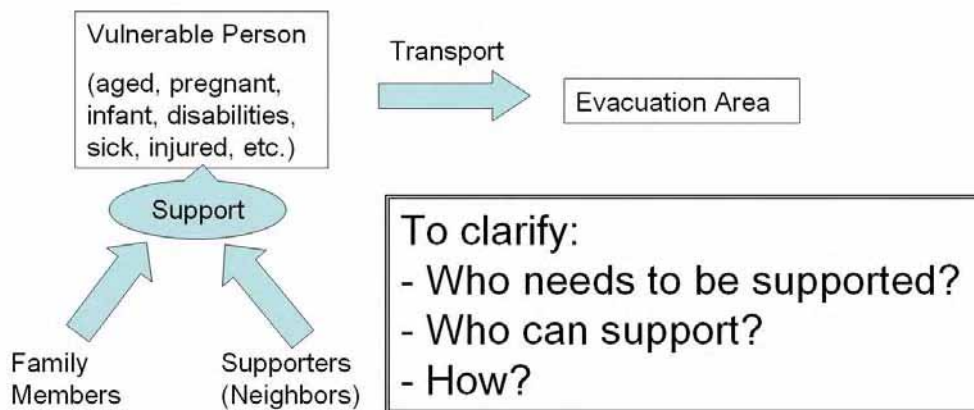 Vulnerable Person
(aged, pregnant,
infant, disabilities,
sick, injured, etc.)
Transport
Evacuation Area
Support
Family
Members
Supporters
(Neighbors)
To clarify:
- Who needs to be supported?
- Who can support?
- How?